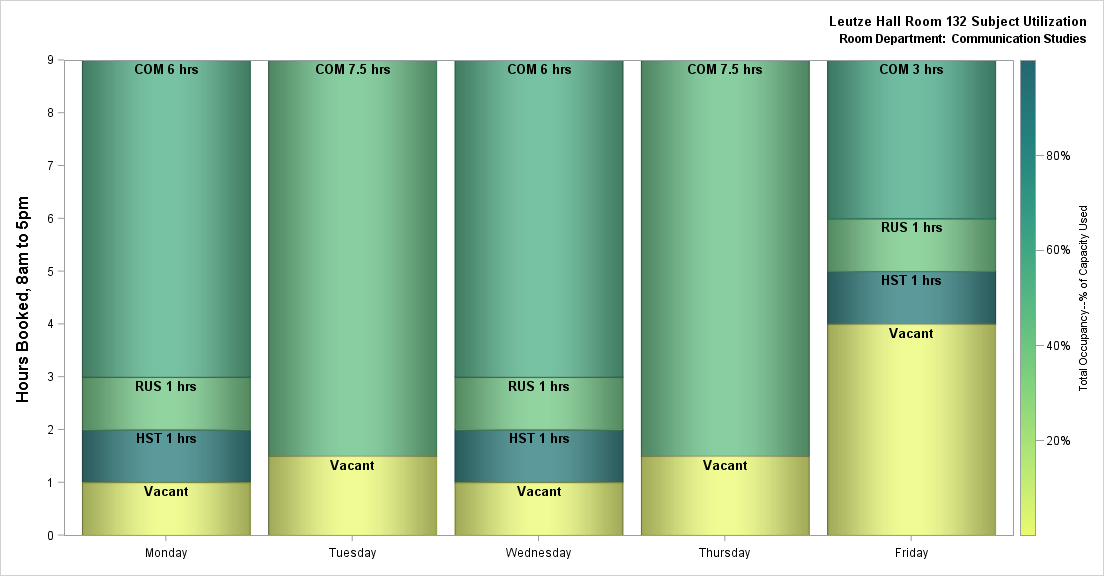 Leutze Hall Room 132 Subject Utilization
Room Department: Communication Studies
Hours Booked, 8am to 5pm
9
8
7
6
5
4
3
2
1
0
COM 6 hrs
RUS 1 hrs
HST 1 hrs
Vacant
COM 7.5 hrs
Vacant
COM 6 hrs
RUS 1 hrs
HST 1 hrs
Vacant
COM 7.5 hrs
Vacant
COM 3 hrs
RUS 1 hrs
HST 1 hrs
Vacant
Monday
Tuesday
Wednesday
Thursday
Friday
80%
60%
40%
20%
Total Occupancy--% of Capacity Used